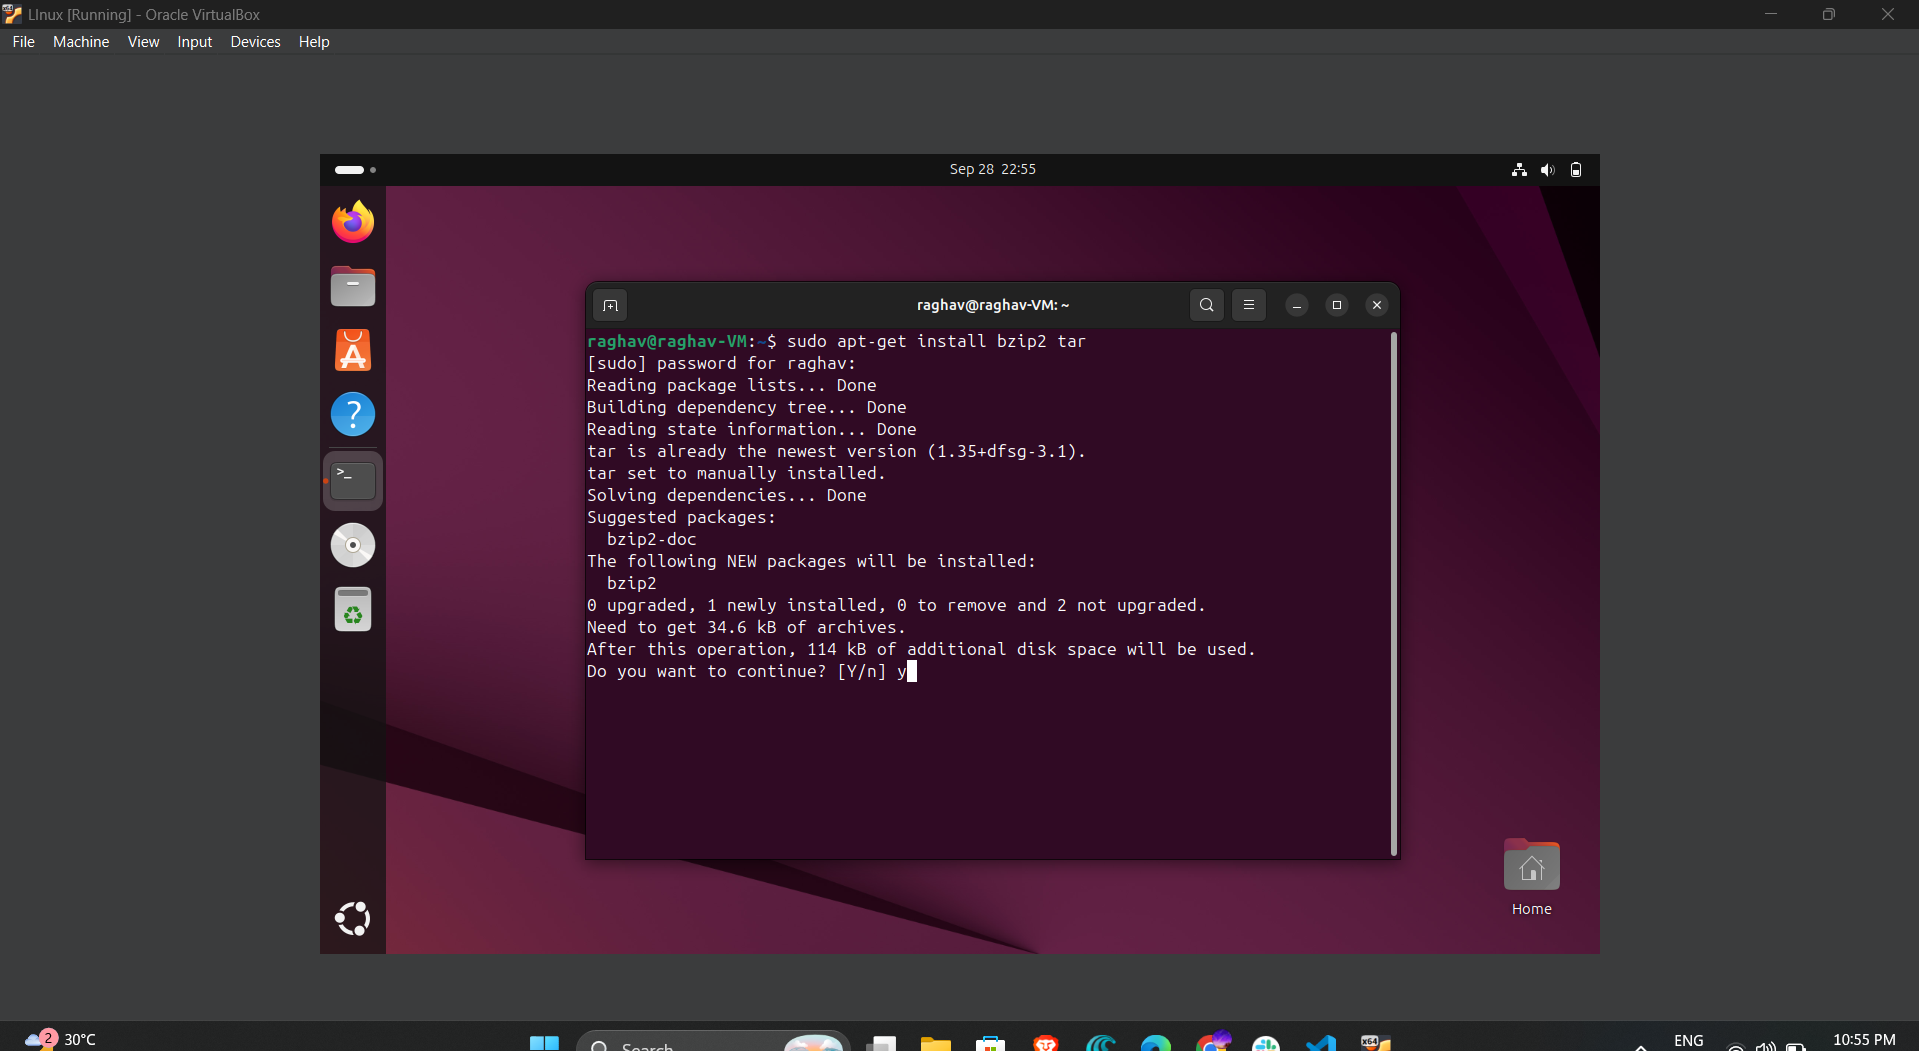 LInux [Running] - Oracle VirtualBox
File Machine View Input Devices Help
Sep 28 22:55
raghav@raghav-VM: ~
raghav@raghav-VM:~$ sudo apt-get install bzip2 tar
[sudo] password for raghav:
Reading package lists... Done
Building dependency tree... Done
Reading state information... Done
tar is already the newest version (1.35+dfsg-3.1).
tar set to manually installed.
Solving dependencies... Done
Suggested packages:
  bzip2-doc
The following NEW packages will be installed:
  bzip2
0 upgraded, 1 newly installed, 0 to remove and 2 not upgraded.
Need to get 34.6 kB of archives.
After this operation, 114 kB of additional disk space will be used.
Do you want to continue? [Y/n] y
Home
2 30°C
Search
x64
ENG
10:55 PM